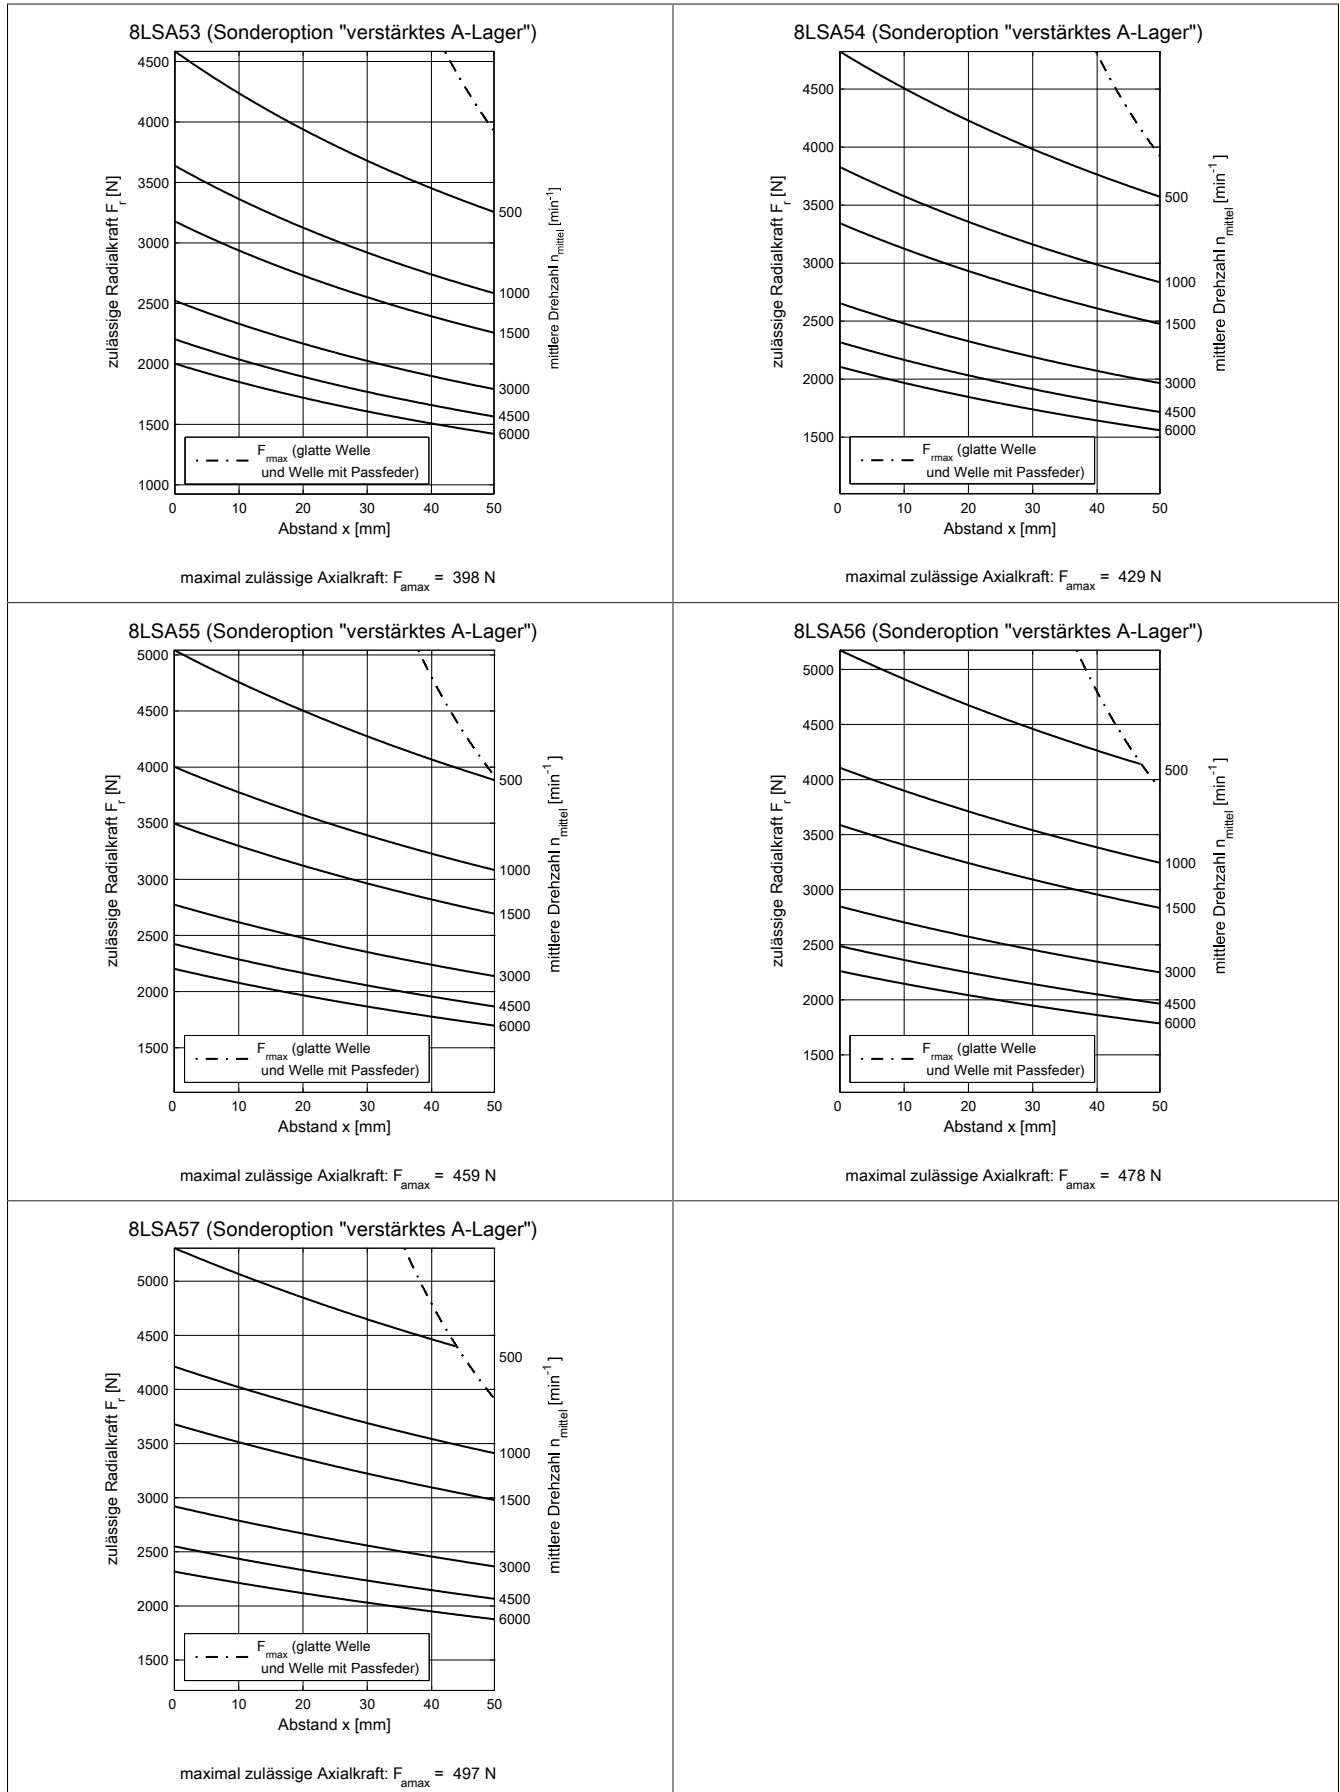 8LSA53 (Sonderoption "verstärktes A-Lager")
zulässige Radialkraft F_r [N]
4500
4000
3500
3000
2500
2000
1500
1000
500
1000
1500
3000
4500
6000
mittlere Drehzahl n_mittel [min^-1]
F_rmax (glatte Welle
und Welle mit Passfeder)
0 10 20 30 40 50
Abstand x [mm]
maximal zulässige Axialkraft: F_amax = 398 N
8LSA54 (Sonderoption "verstärktes A-Lager")
zulässige Radialkraft F_r [N]
4500
4000
3500
3000
2500
2000
1500
500
1000
1500
3000
4500
6000
mittlere Drehzahl n_mittel [min^-1]
F_rmax (glatte Welle
und Welle mit Passfeder)
0 10 20 30 40 50
Abstand x [mm]
maximal zulässige Axialkraft: F_amax = 429 N
8LSA55 (Sonderoption "verstärktes A-Lager")
zulässige Radialkraft F_r [N]
5000
4500
4000
3500
3000
2500
2000
1500
500
1000
1500
3000
4500
6000
mittlere Drehzahl n_mittel [min^-1]
F_rmax (glatte Welle
und Welle mit Passfeder)
0 10 20 30 40 50
Abstand x [mm]
maximal zulässige Axialkraft: F_amax = 459 N
8LSA56 (Sonderoption "verstärktes A-Lager")
zulässige Radialkraft F_r [N]
5000
4500
4000
3500
3000
2500
2000
1500
500
1000
1500
3000
4500
6000
mittlere Drehzahl n_mittel [min^-1]
F_rmax (glatte Welle
und Welle mit Passfeder)
0 10 20 30 40 50
Abstand x [mm]
maximal zulässige Axialkraft: F_amax = 478 N
8LSA57 (Sonderoption "verstärktes A-Lager")
zulässige Radialkraft F_r [N]
5000
4500
4000
3500
3000
2500
2000
1500
500
1000
1500
3000
4500
6000
mittlere Drehzahl n_mittel [min^-1]
F_rmax (glatte Welle
und Welle mit Passfeder)
0 10 20 30 40 50
Abstand x [mm]
maximal zulässige Axialkraft: F_amax = 497 N